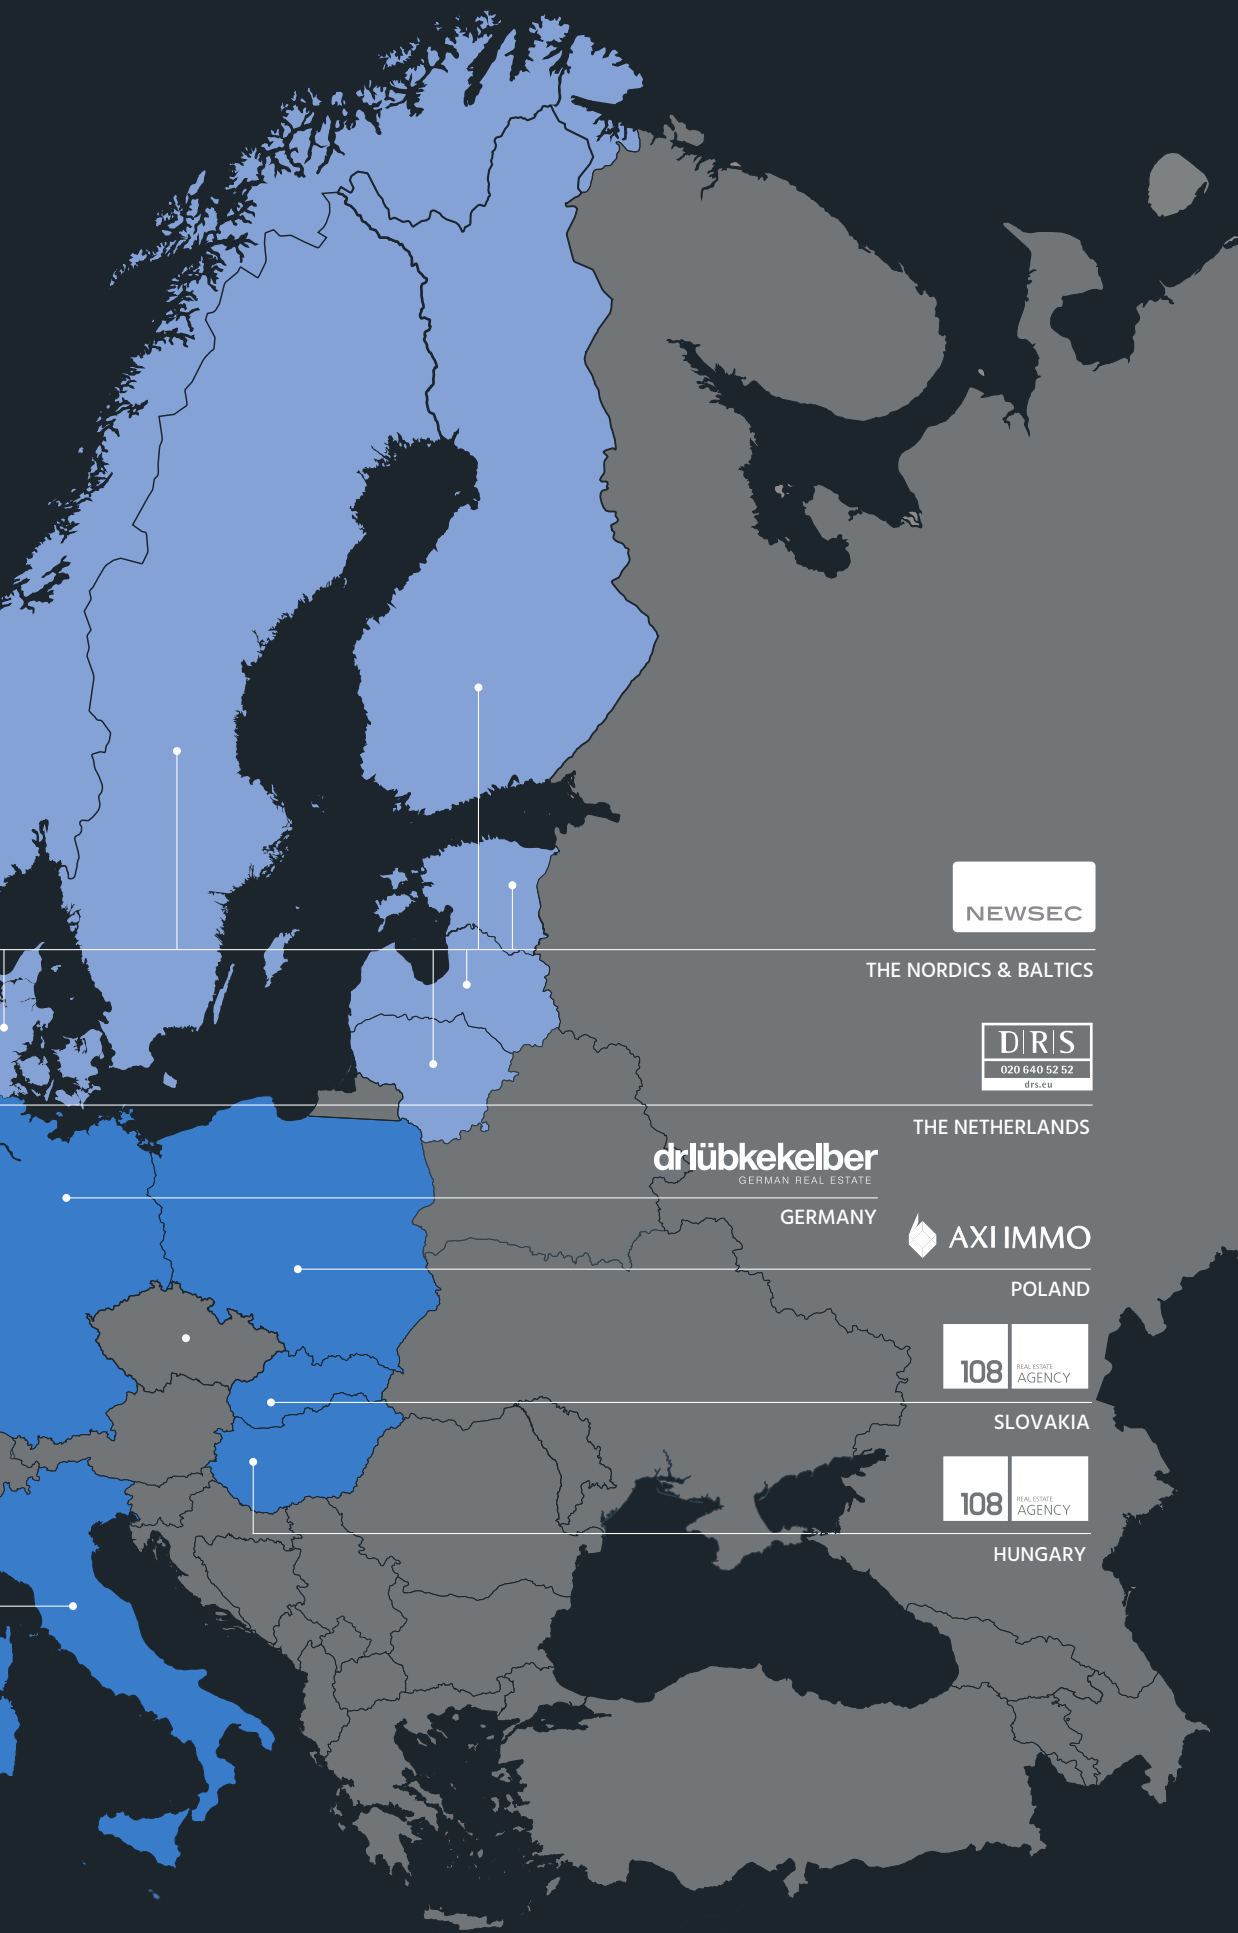 NEWSEC
THE NORDICS & BALTICS
D|R|S
020 640 52 52
drs.eu
THE NETHERLANDS
drlübkekelber
GERMAN REAL ESTATE
GERMANY
AXI IMMO
POLAND
108 REAL ESTATE
AGENCY
SLOVAKIA
108 REAL ESTATE
AGENCY
HUNGARY